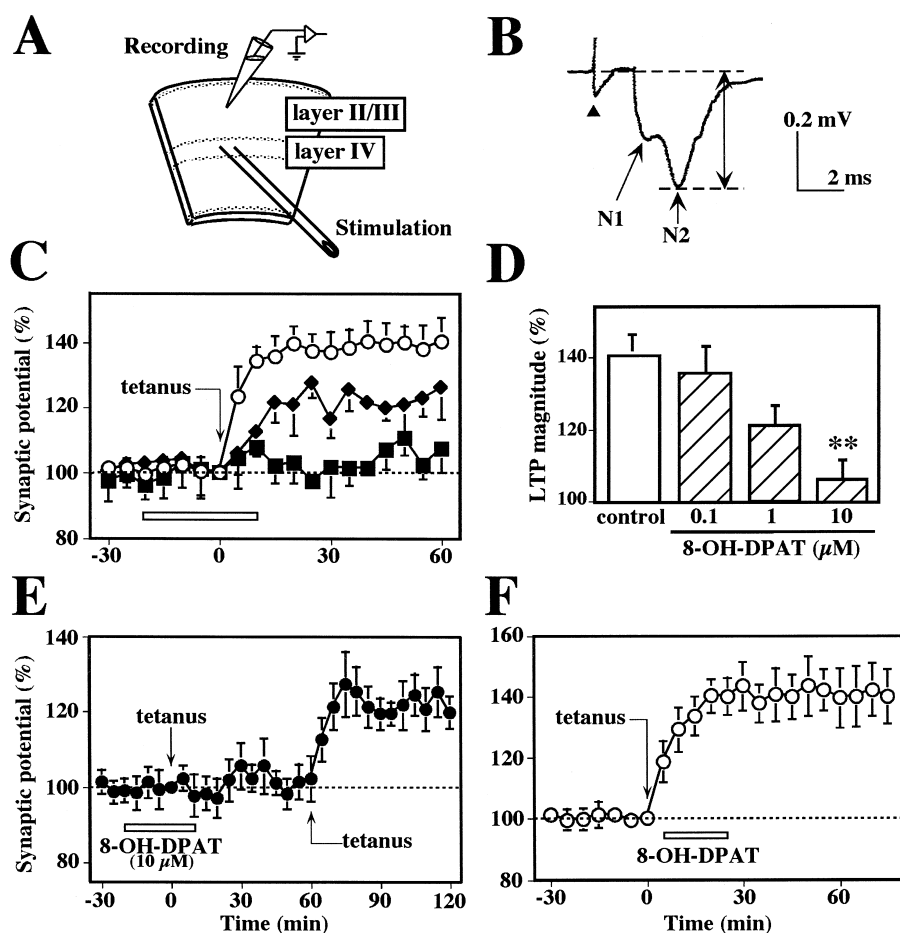 A
Recording
layer II/III
layer IV
Stimulation
B
0.2 mV
2 ms
N1
N2
C
Synaptic potential (%)
140
120
100
80
tetanus
-30
0
30
60
D
LTP magnitude (%)
140
120
100
**
control
0.1
1
10
8-OH-DPAT (µM)
E
Synaptic potential (%)
140
120
100
80
tetanus
tetanus
8-OH-DPAT
(10 µM)
-30
0
30
60
90
120
Time (min)
F
160
140
120
100
80
tetanus
8-OH-DPAT
-30
0
60
Time (min)